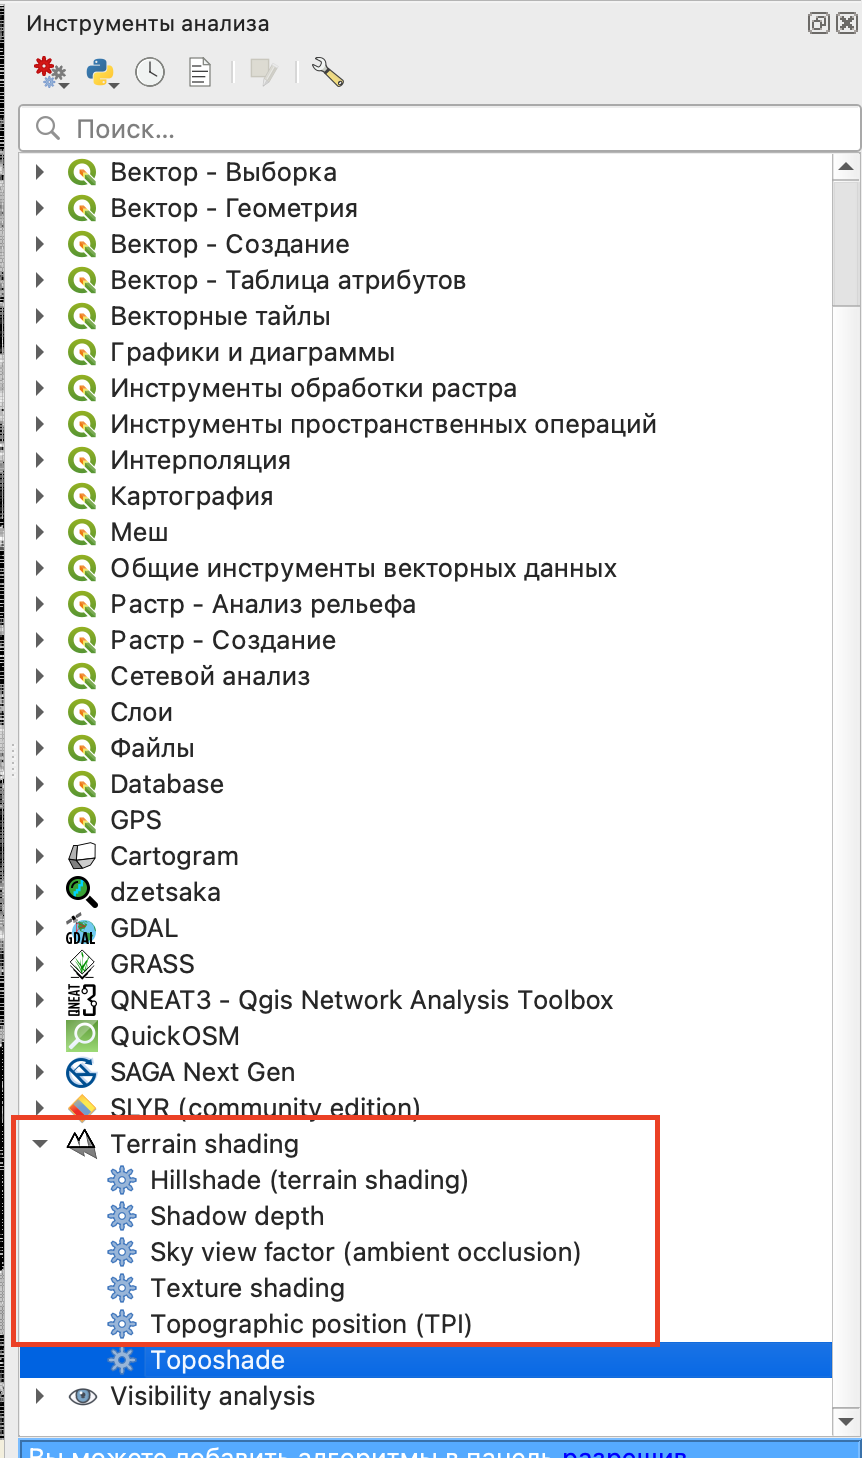 Инструменты анализа
Поиск...
Вектор - Выборка
Вектор - Геометрия
Вектор - Создание
Вектор - Таблица атрибутов
Векторные тайлы
Графики и диаграммы
Инструменты обработки растра
Инструменты пространственных операций
Интерполяция
Картография
Меш
Общие инструменты векторных данных
Растр - Анализ рельефа
Растр - Создание
Сетевой анализ
Слои
Файлы
Database
GPS
Cartogram
dzetsaka
GDAL GDAL
GRASS
QNEAT3 QNEAT3 - Qgis Network Analysis Toolbox
QuickOSM
SAGA Next Gen
SLYR (community edition)
Terrain shading
Hillshade (terrain shading)
Shadow depth
Sky view factor (ambient occlusion)
Texture shading
Topographic position (TPI)
Toposhade
Visibility analysis
Вы можете добавить алгоритмы в панель, разрешив